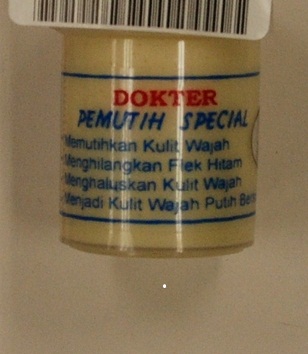 DOKTER
PEMUTIH SPECIAL
Memutihkan Kulit Wajah
Menghilangkan Flek Hitam
Menghaluskan Kulit Wajah
Menjadi Kulit Wajah Putih